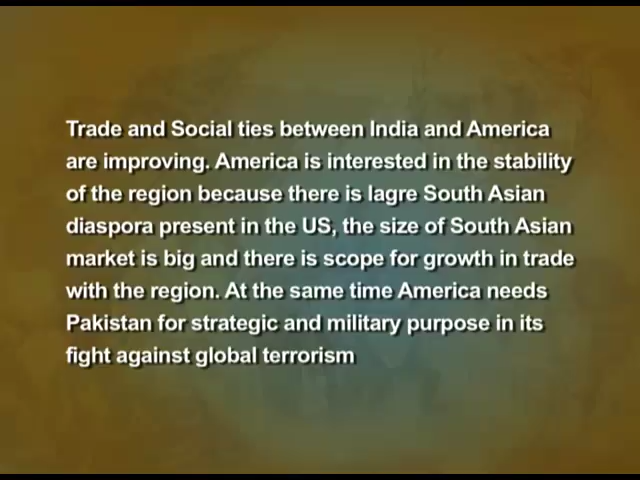 Trade and Social ties between India and America
are improving. America is interested in the stability
of the region because there is lagre South Asian
diaspora present in the US, the size of South Asian
market is big and there is scope for growth in trade
with the region. At the same time America needs
Pakistan for strategic and military purpose in its
fight against global terrorism